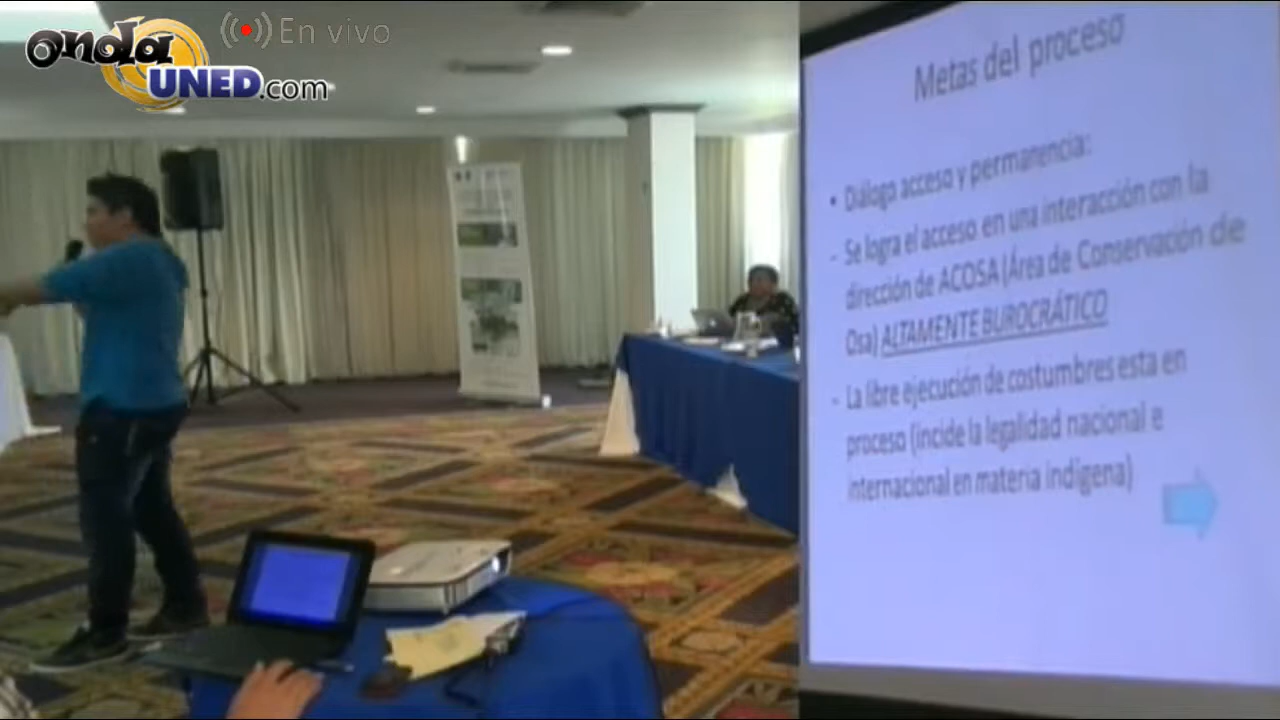 onda
UNED.com
En vivo
Metas del proceso
• Diálogo acceso y permanencia:
- Se logra el acceso en una interacción con la
dirección de ACOSA (Área de Conservación de
Osa) ALTAMENTE BUROCRÁTICO
- La libre ejecución de costumbres esta en
proceso (incide la legalidad nacional e
internacional en materia indígena)